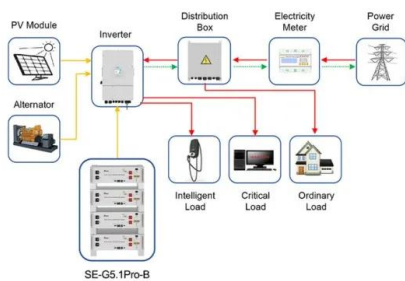 PV Module
Inverter
Distribution
Box
Electricity
Meter
Power
Grid
Alternator
Intelligent
Load
Critical
Load
Ordinary
Load
SE-G5.1Pro-B